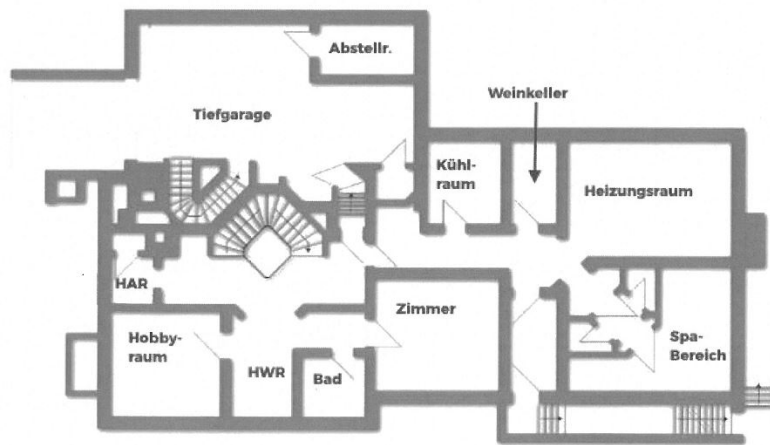 Abstellr.
Weinkeller
Tiefgarage
Kühl-
raum
Heizungsraum
HAR
Zimmer
Hobby-
raum
HWR
Bad
Spa-
Bereich